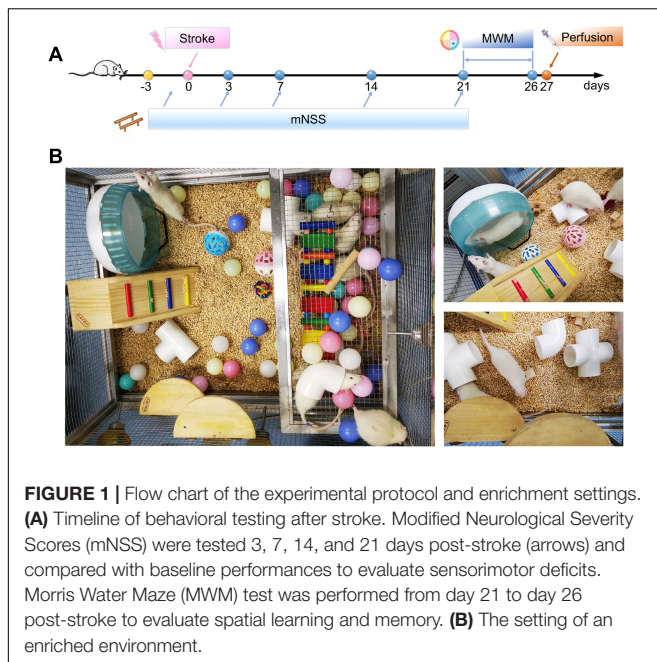 A
Stroke
MWM
Perfusion
-3 0 3 7 14 21 26 27 days
mNSS
B
FIGURE 1 | Flow chart of the experimental protocol and enrichment settings.
(A) Timeline of behavioral testing after stroke. Modified Neurological Severity
Scores (mNSS) were tested 3, 7, 14, and 21 days post-stroke (arrows) and
compared with baseline performances to evaluate sensorimotor deficits.
Morris Water Maze (MWM) test was performed from day 21 to day 26
post-stroke to evaluate spatial learning and memory. (B) The setting of an
enriched environment.